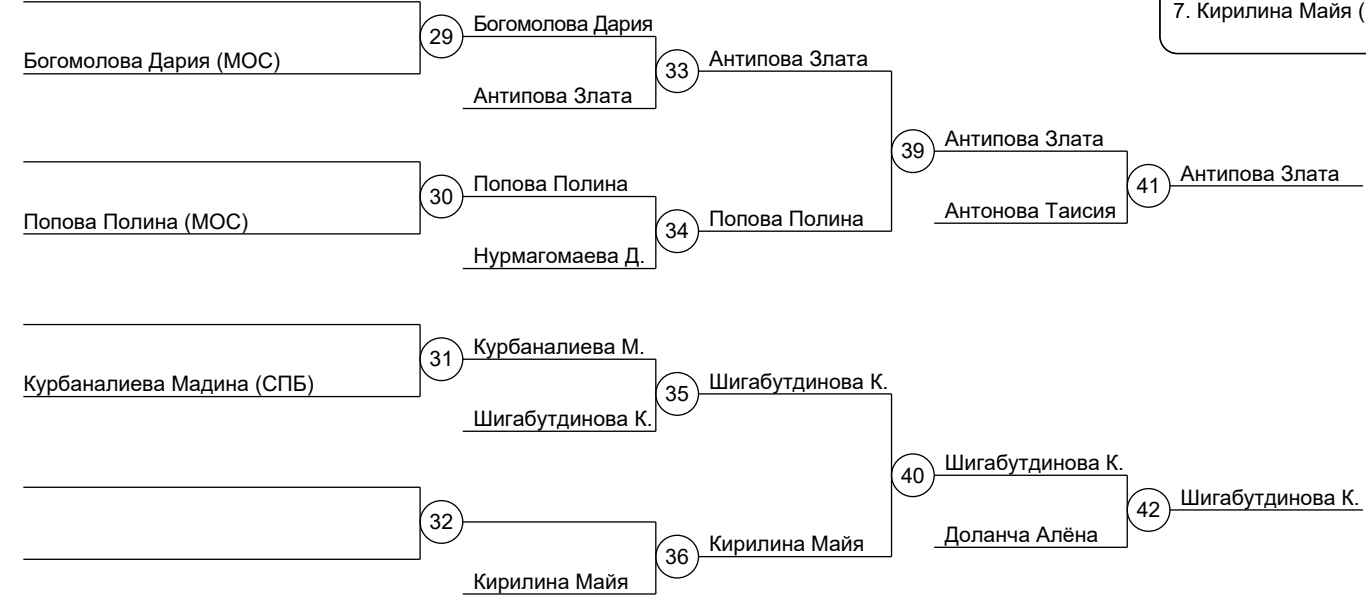 7. Кирилина Майя (
Богомолова Дария (МОС)
29
Богомолова Дария
Антипова Злата
33
Антипова Злата
Попова Полина (МОС)
30
Попова Полина
Нурмагомаева Д.
34
Попова Полина
39
Антипова Злата
Антонова Таисия
41
Антипова Злата
Курбаналиева Мадина (СПБ)
31
Курбаналиева М.
Шигабутдинова К.
35
Шигабутдинова К.
32
Кирилина Майя
36
Кирилина Майя
40
Шигабутдинова К.
Доланча Алёна
42
Шигабутдинова К.